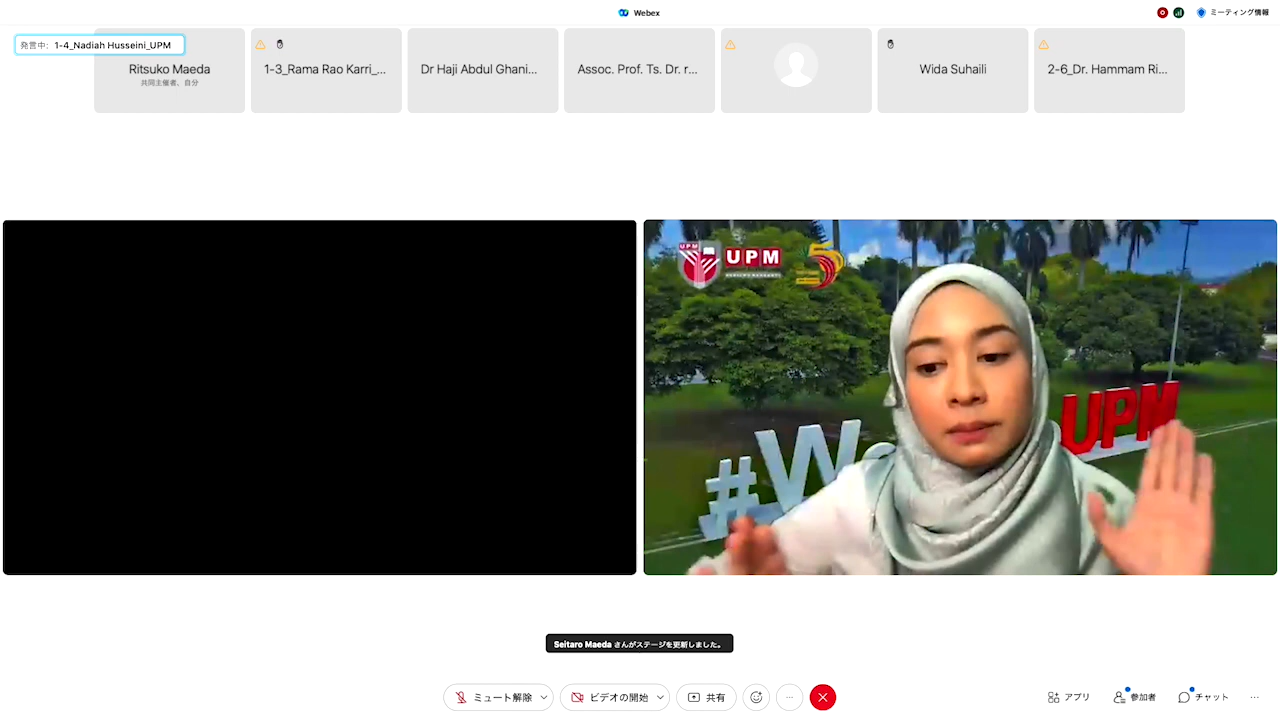 Webex
ミーティング情報
発言中: 1-4_Nadiah Husseini_UPM
Ritsuko Maeda
共同主催者、自分
1-3_Rama Rao Karri_...
Dr Haji Abdul Ghani...
Assoc. Prof. Ts. Dr. r...
Wida Suhaili
2-6_Dr. Hammam Ri...
UPM
UPM
UPM
#W
Seitaro Maeda さんがステージを更新しました。
ミュート解除
ビデオの開始
共有
アプリ
参加者
チャット